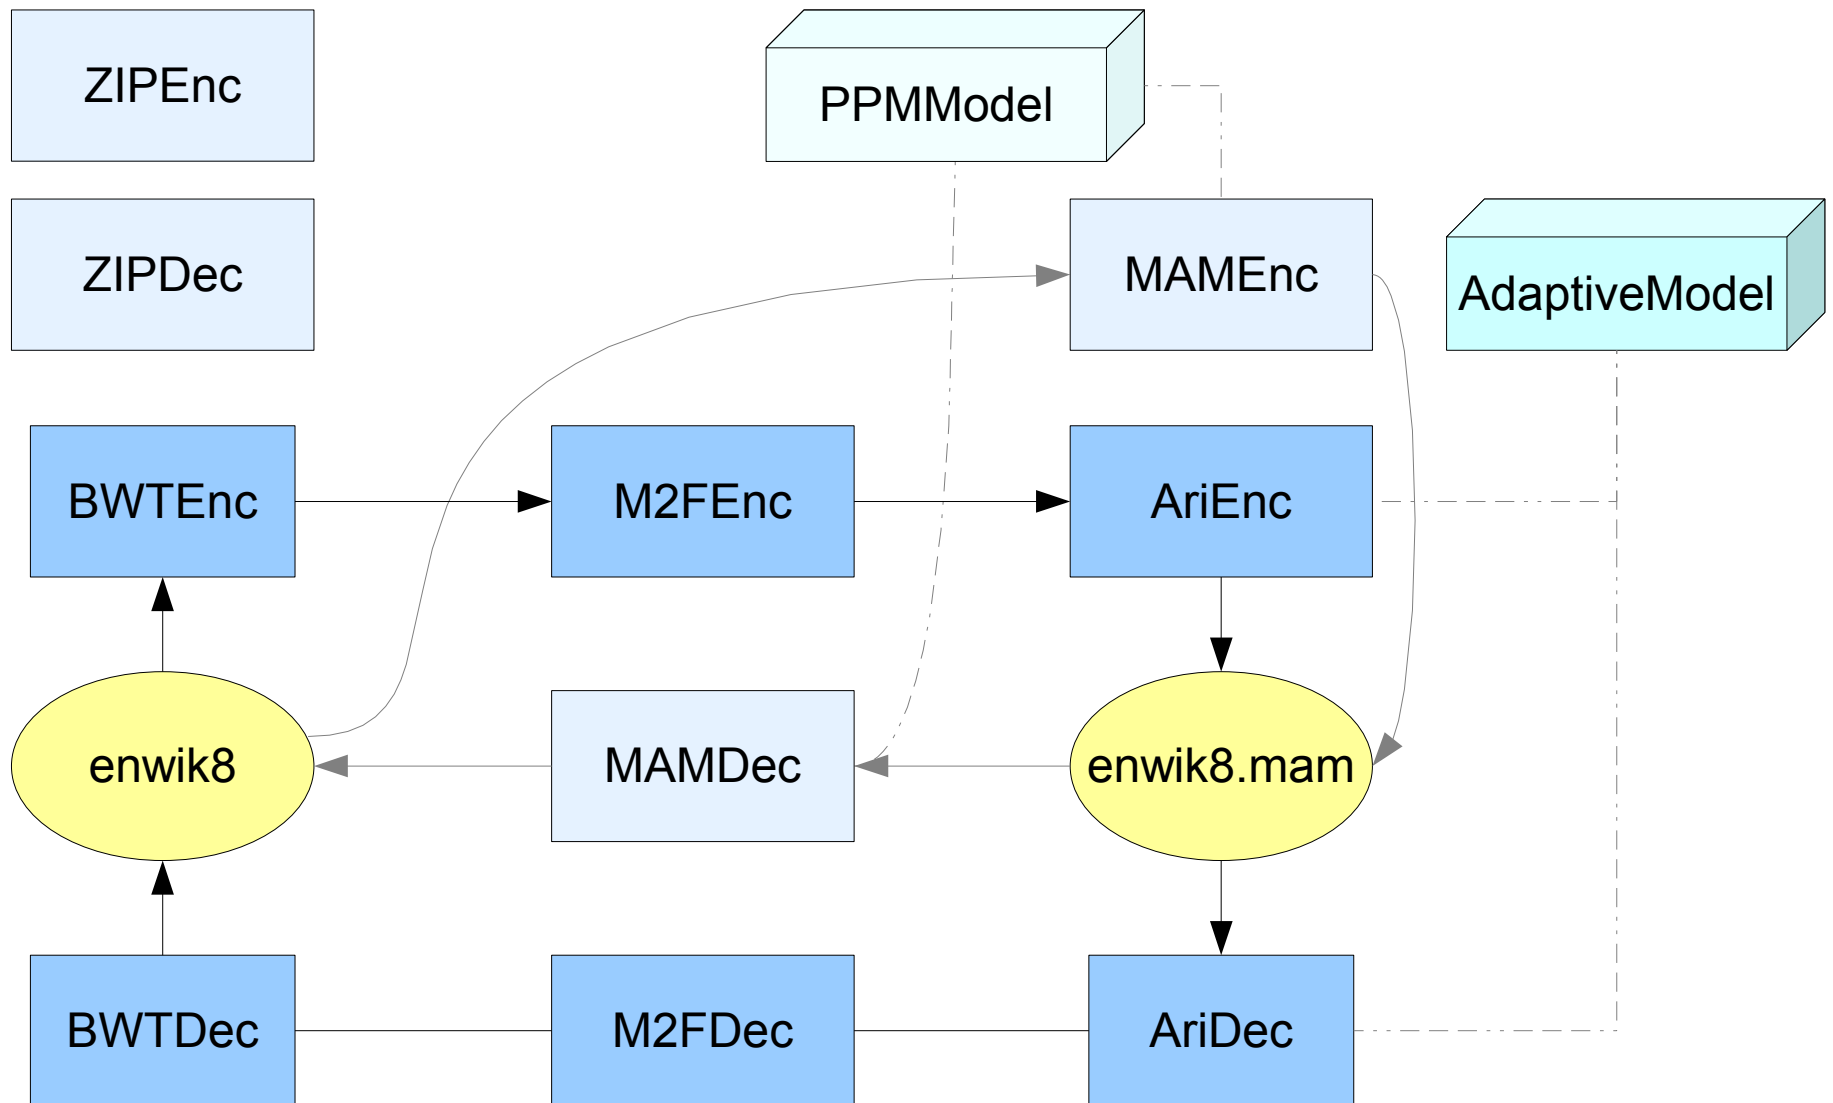 ZIPEnc
PPMModel
ZIPDec
MAMEnc
AdaptiveModel
BWTEnc
M2FEnc
AriEnc
enwik8
MAMDec
enwik8.mam
BWTDec
M2FDec
AriDec